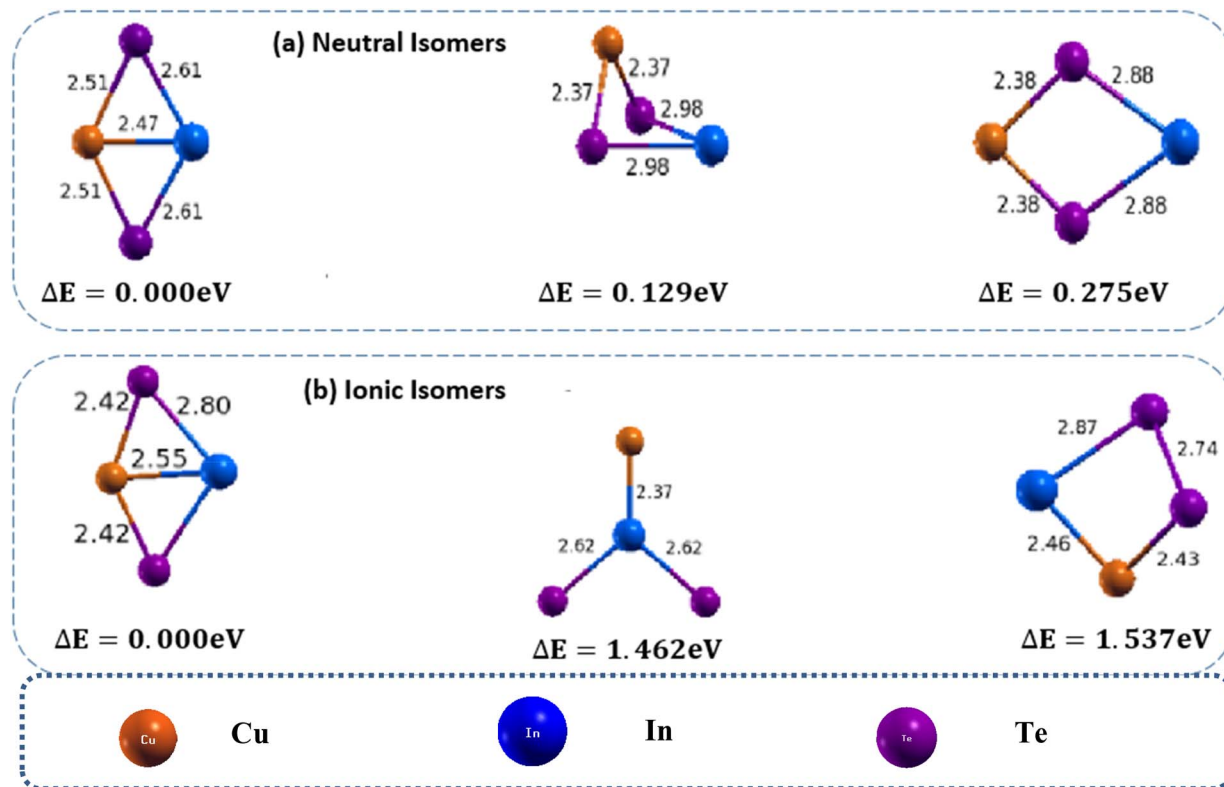 (a) Neutral Isomers
2.51
2.61
2.47
2.51
2.61
2.37
2.37
2.98
2.98
2.38
2.88
2.38
2.88
ΔE = 0.000eV
ΔE = 0.129eV
ΔE = 0.275eV
(b) Ionic Isomers
2.42
2.80
2.55
2.42
2.37
2.62
2.62
2.87
2.74
2.46
2.43
ΔE = 0.000eV
ΔE = 1.462eV
ΔE = 1.537eV
Cu
Cu
In
In
Te
Te